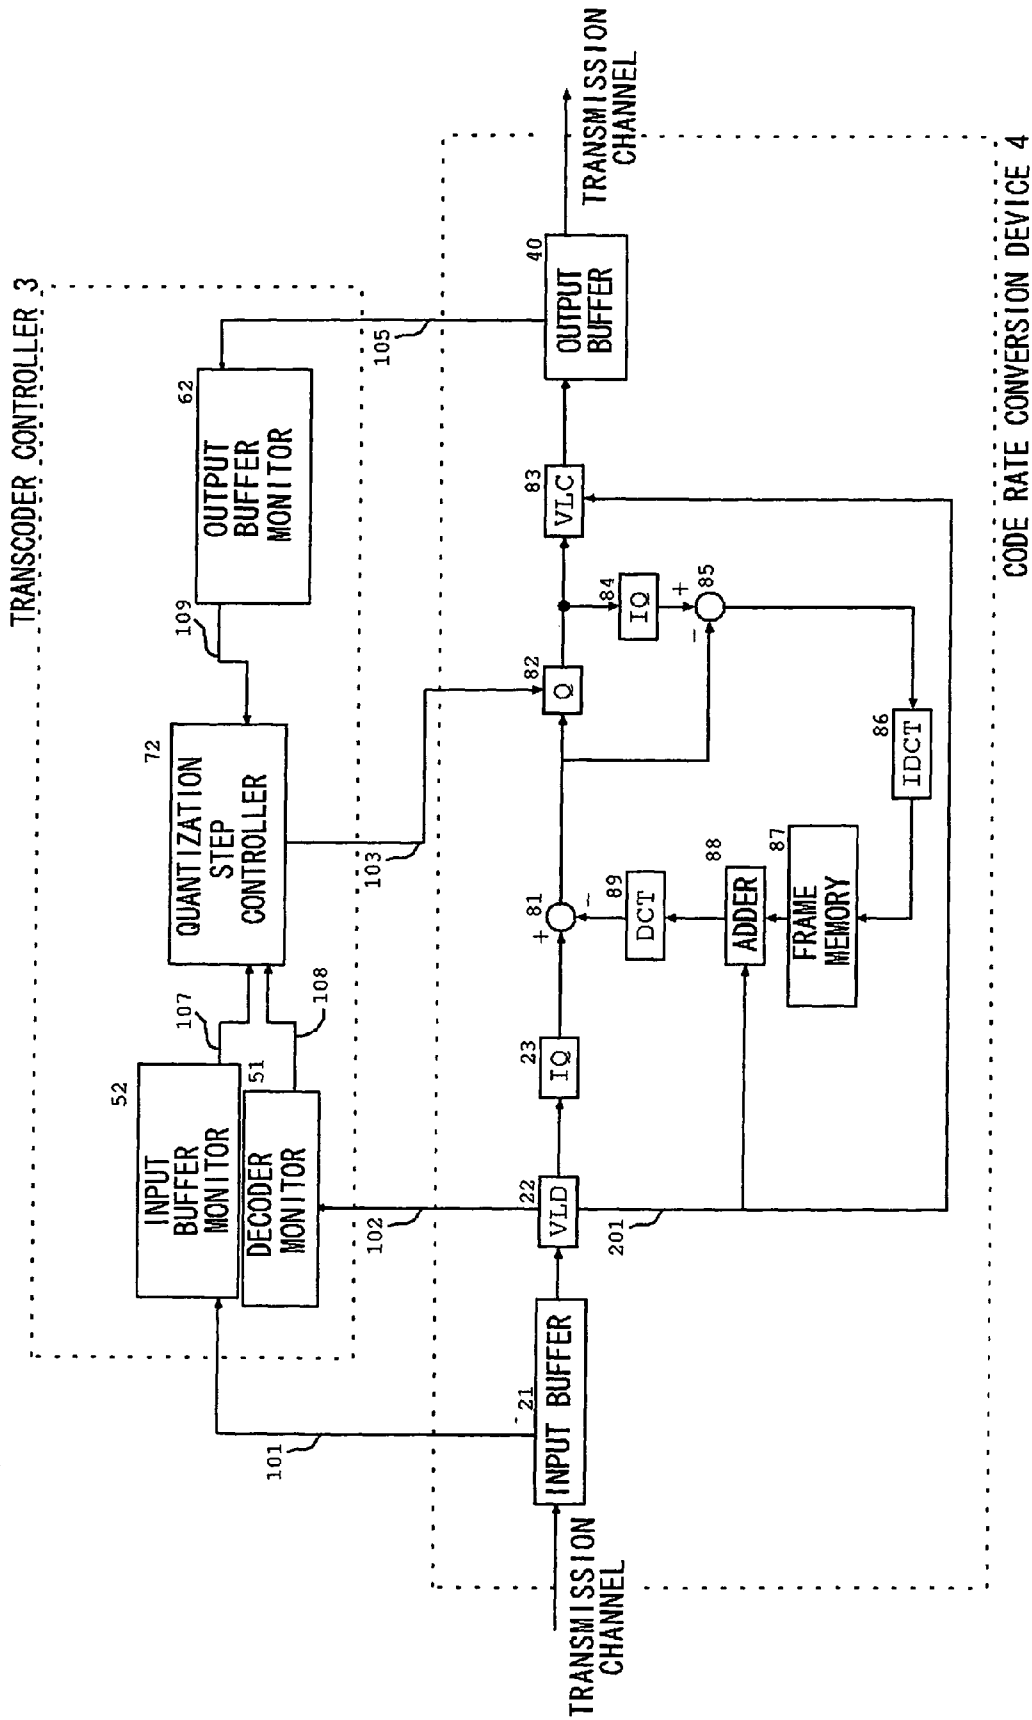 TRANSCODER CONTROLLER 3
52
INPUT
BUFFER
MONITOR
107
51
DECODER
MONITOR
108
72
QUANTIZATION
STEP
CONTROLLER
109
62
OUTPUT
BUFFER
MONITOR
101
102
103
105
TRANSMISSION
CHANNEL
21
INPUT BUFFER
22
VLD
23
IQ
+
81
-
82
Q
83
VLC
40
OUTPUT
BUFFER
TRANSMISSION
CHANNEL
84
IQ
+
85
-
89
DCT
88
ADDER
87
FRAME
MEMORY
86
IDCT
201
CODE RATE CONVERSION DEVICE 4